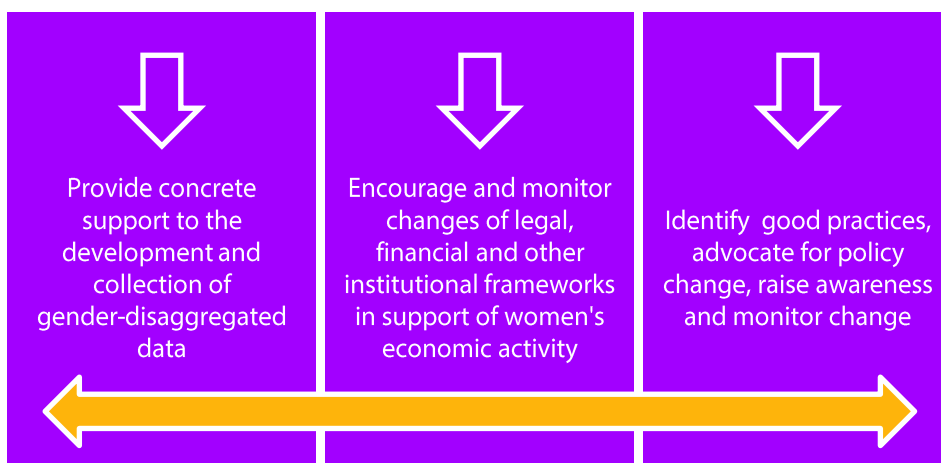 Provide concrete
support to the
development and
collection of
gender-disaggregated
data
Encourage and monitor
changes of legal,
financial and other
institutional frameworks
in support of women's
economic activity
Identify  good practices,
advocate for policy
change, raise awareness
and monitor change